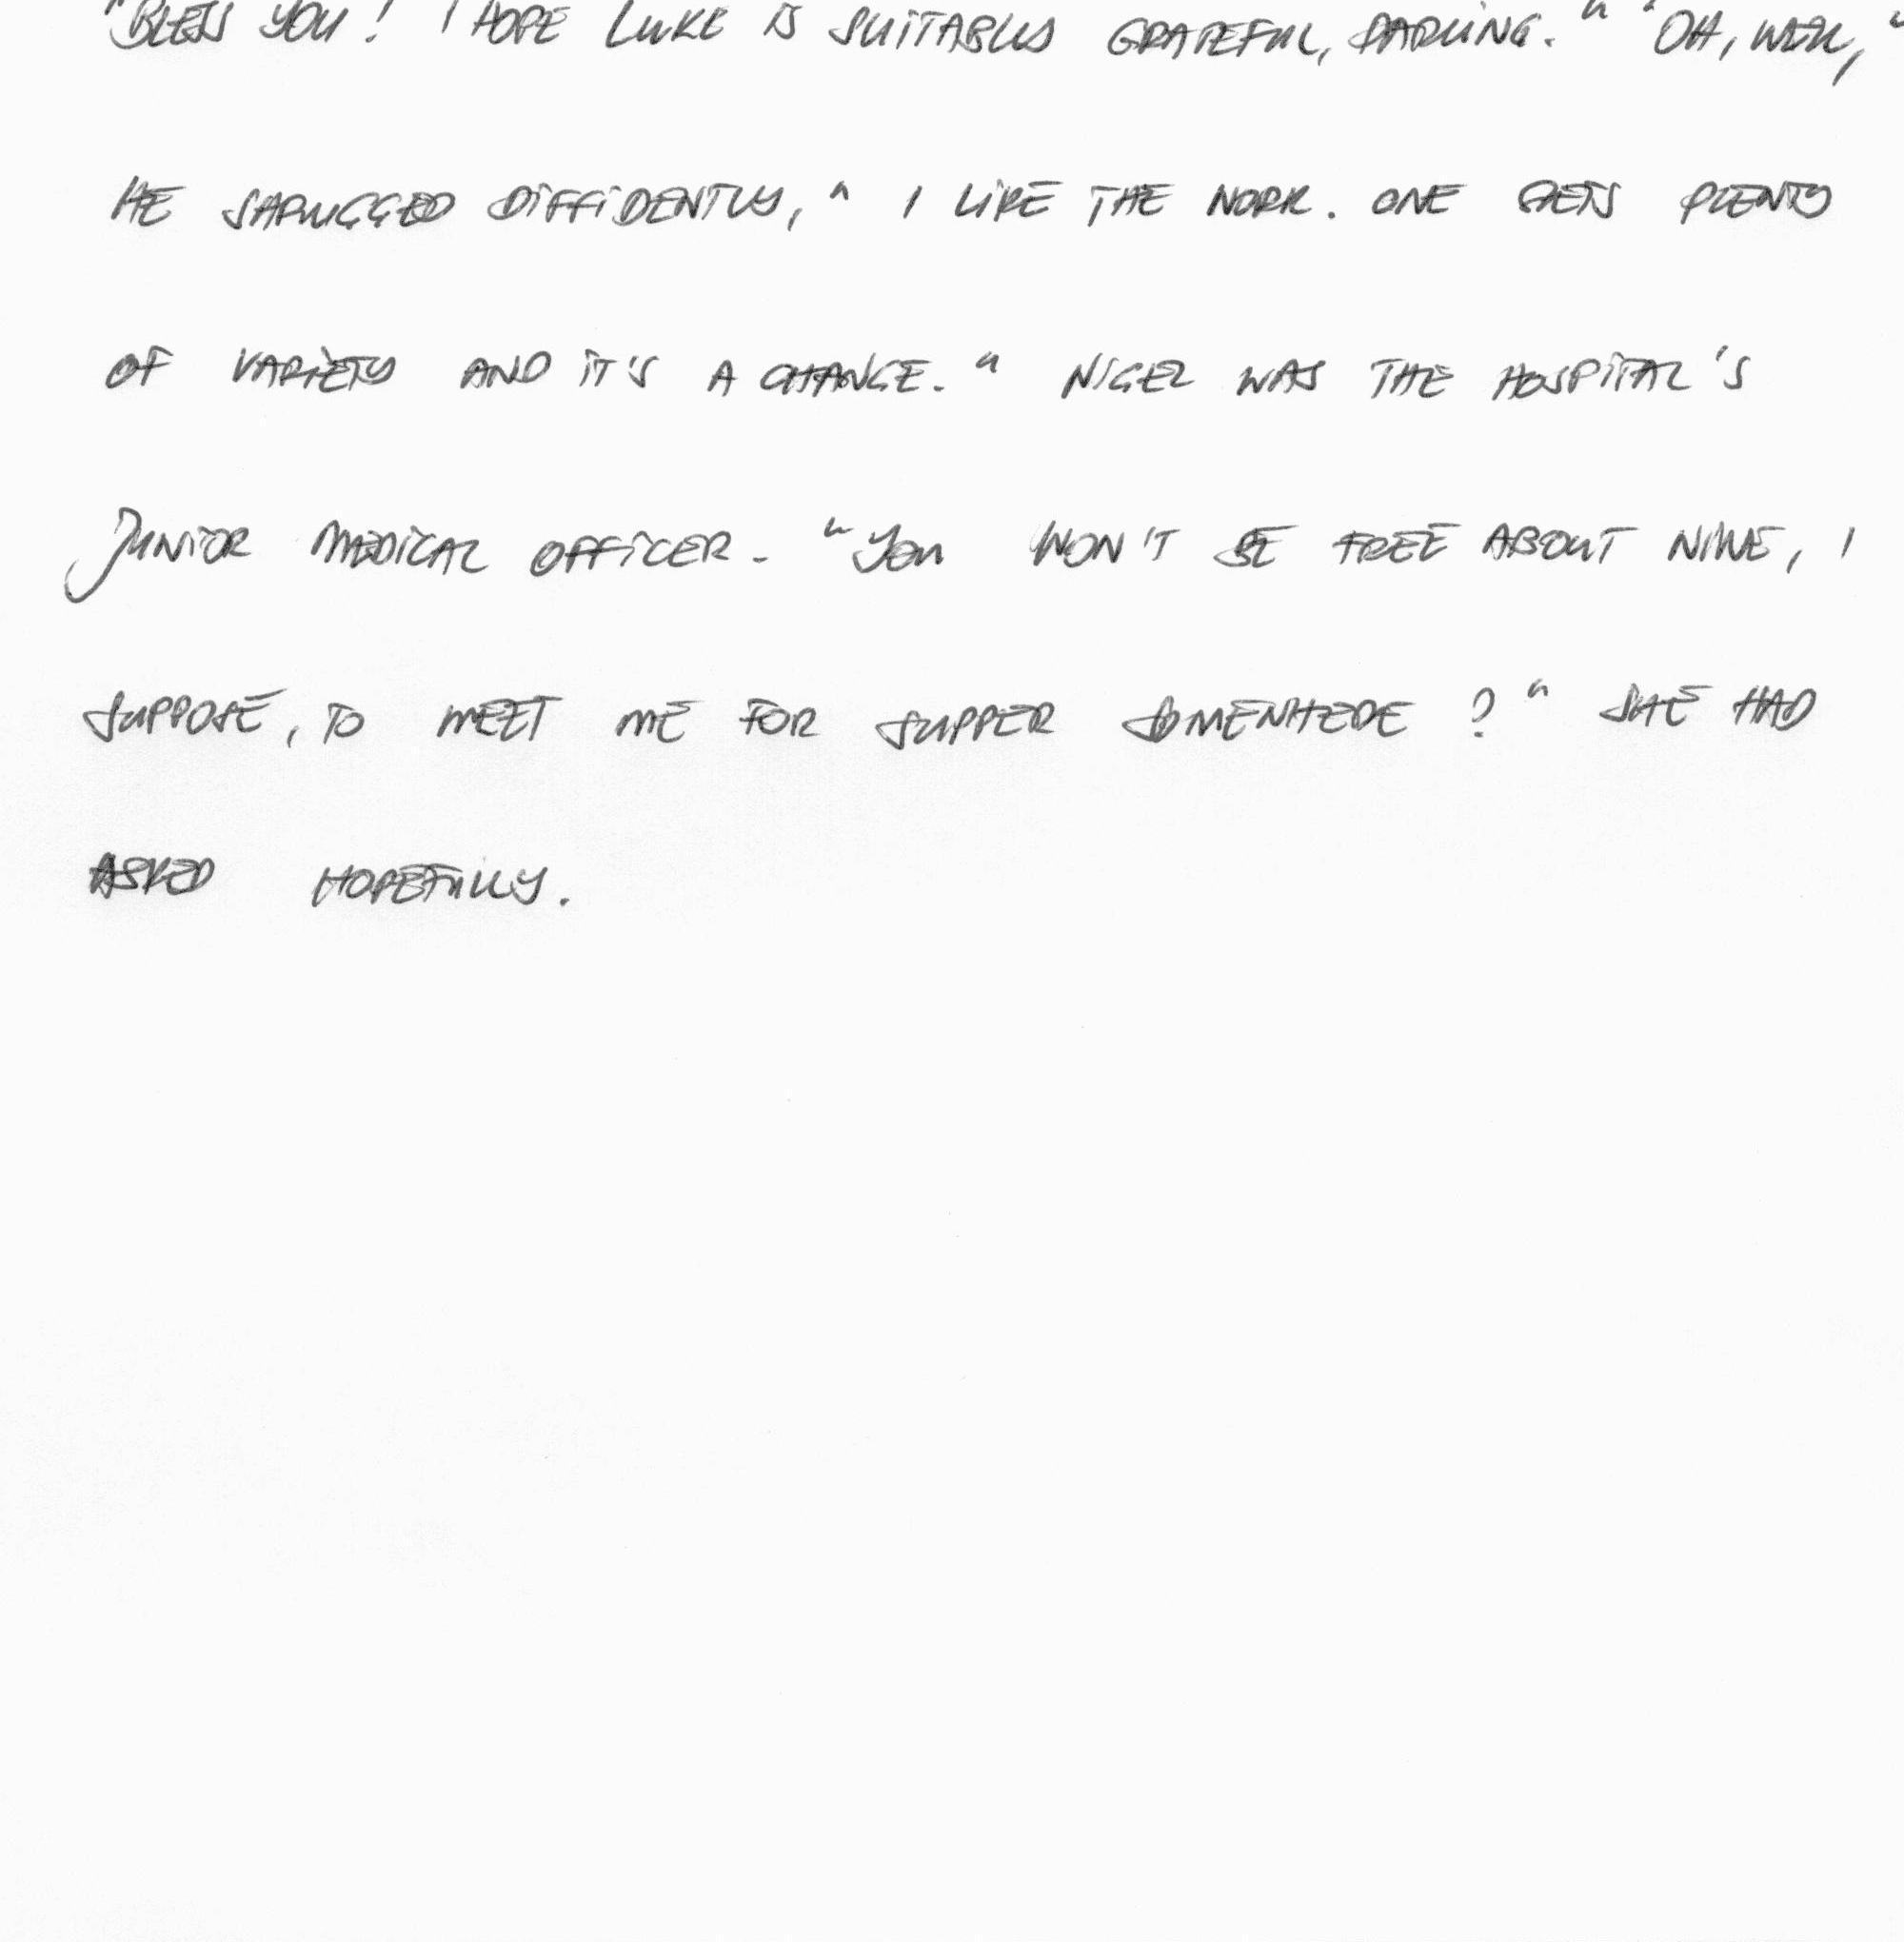 "BLESS YOU! I HOPE LUKE IS SUITABLY GRATEFUL, DARLING." "OH, WELL,"
HE SHRUGGED DIFFIDENTLY, " I LIKE THE WORK. ONE GETS PLENTY
OF VARIETY AND IT'S A CHANGE. " NIGEL WAS THE HOSPITAL'S
JUNIOR MEDICAL OFFICER. "YOU WON'T BE FREE ABOUT NINE, I
SUPPOSE, TO MEET ME FOR SUPPER SOMEWHERE ? " SHE HAD
ASKED HOPEFULLY.